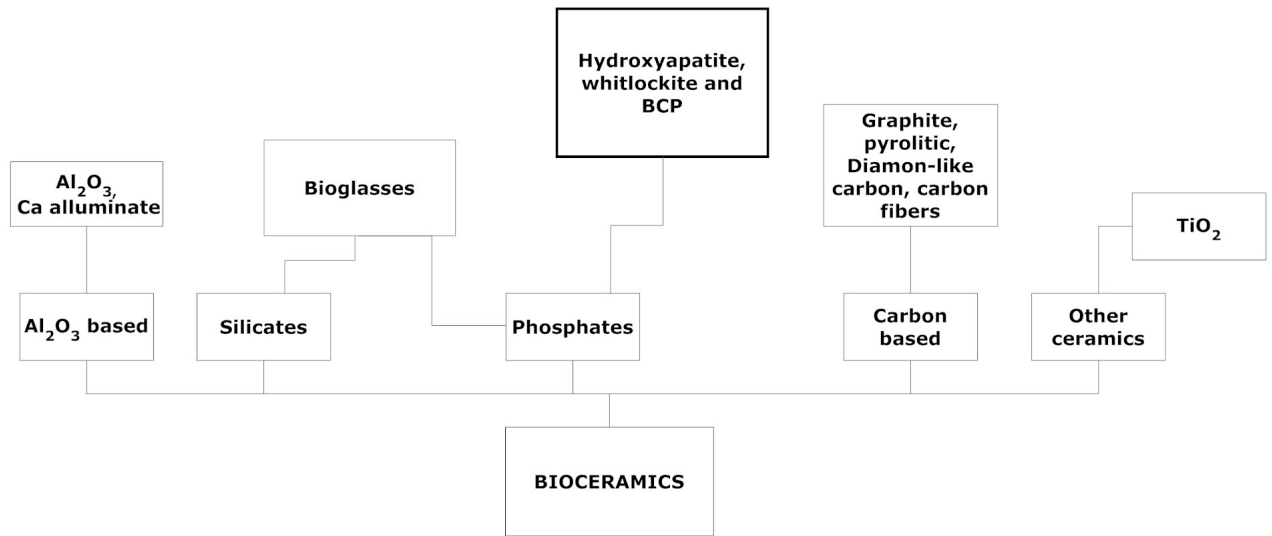 Hydroxyapatite,
whitlockite and
BCP
Graphite,
pyrolitic,
Diamon-like
carbon, carbon
fibers
Al₂O₃,
Ca alluminate
Bioglasses
TiO₂
Al₂O₃ based
Silicates
Phosphates
Carbon
based
Other
ceramics
BIOCERAMICS